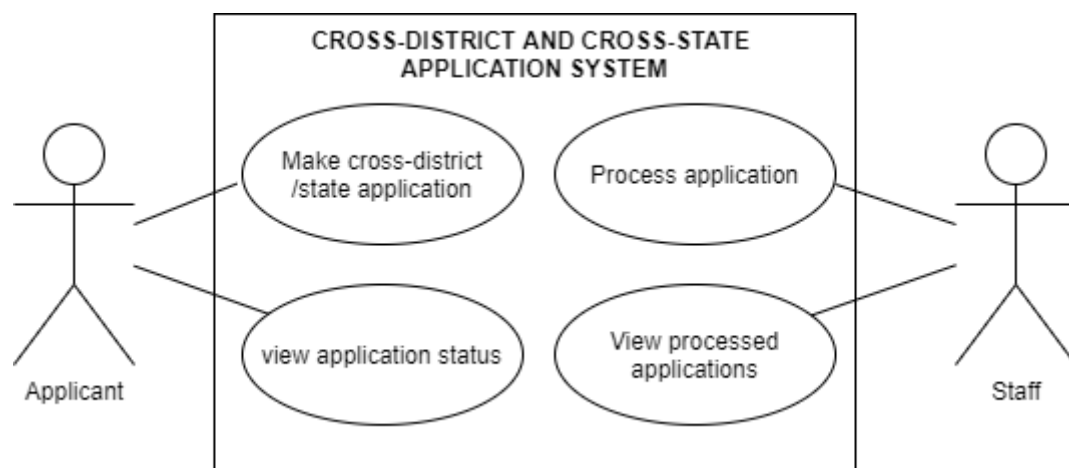 CROSS-DISTRICT AND CROSS-STATE
APPLICATION SYSTEM
Make cross-district
/state application
Process application
view application status
View processed
applications
Applicant
Staff